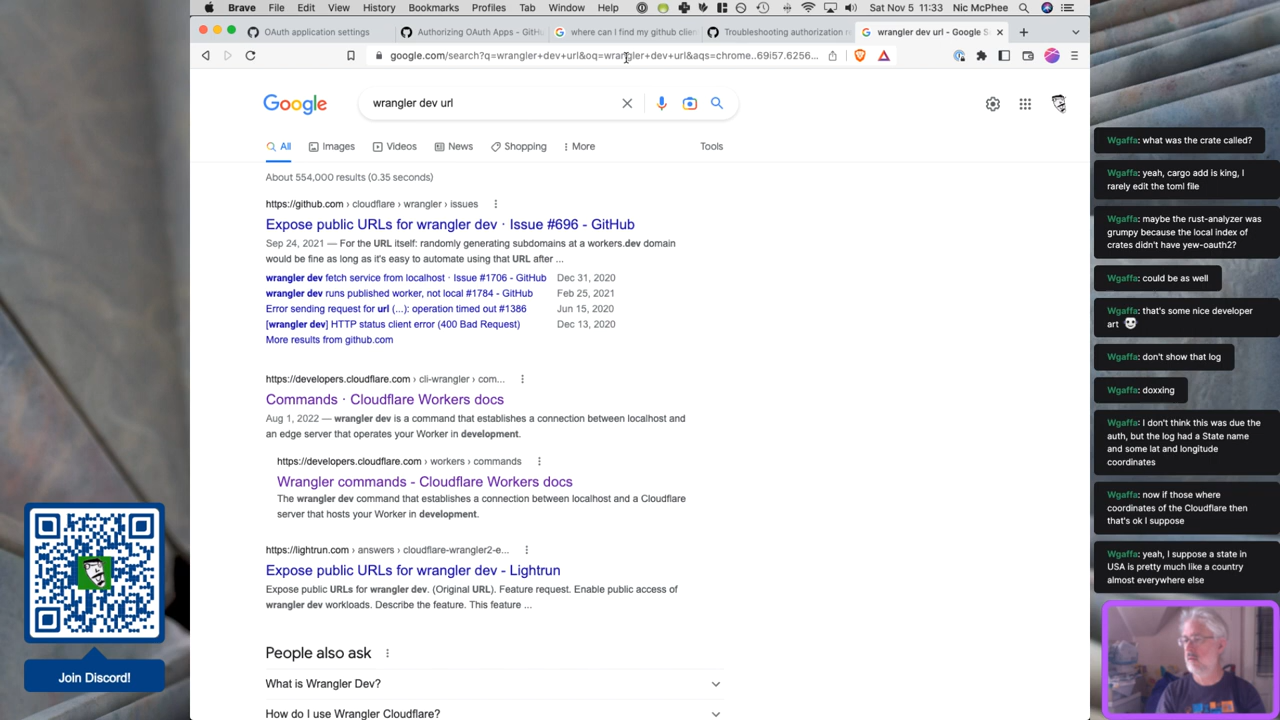 Brave File Edit View History Bookmarks Profiles Tab Window Help Sat Nov 5 11:33 Nic McPhee
OAuth application settings
Authorizing OAuth Apps - GitHu
where can I find my github clien
Troubleshooting authorization r
wrangler dev url - Google S
google.com/search?q=wrangler+dev+url&oq=wrangler+dev+url&aqs=chrome..69i57.6256...
Google
wrangler dev url
All Images Videos News Shopping More Tools
About 554,000 results (0.35 seconds)
https://github.com › cloudflare › wrangler › issues
Expose public URLs for wrangler dev · Issue #696 - GitHub
Sep 24, 2021 — For the URL itself: randomly generating subdomains at a workers.dev domain
would be fine as long as it's easy to automate using that URL after ...
wrangler dev fetch service from localhost · Issue #1706 - GitHub Dec 31, 2020
wrangler dev runs published worker, not local #1784 - GitHub Feb 25, 2021
Error sending request for url (...): operation timed out #1386 Jun 15, 2020
[wrangler dev] HTTP status client error (400 Bad Request) Dec 13, 2020
More results from github.com
https://developers.cloudflare.com › cli-wrangler › com...
Commands · Cloudflare Workers docs
Aug 1, 2022 — wrangler dev is a command that establishes a connection between localhost and
an edge server that operates your Worker in development.
https://developers.cloudflare.com › workers › commands
Wrangler commands - Cloudflare Workers docs
The wrangler dev command that establishes a connection between localhost and a Cloudflare
server that hosts your Worker in development.
https://lightrun.com › answers › cloudflare-wrangler2-e...
Expose public URLs for wrangler dev - Lightrun
Expose public URLs for wrangler dev. (Original URL). Feature request. Enable public access of
wrangler dev workloads. Describe the feature. This feature ...
People also ask
What is Wrangler Dev?
How do I use Wrangler Cloudflare?
Join Discord!
Wgaffa: what was the crate called?
Wgaffa: yeah, cargo add is king, I
rarely edit the toml file
Wgaffa: maybe the rust-analyzer was
grumpy because the local index of
crates didn't have yew-oauth2?
Wgaffa: could be as well
Wgaffa: that's some nice developer
art
Wgaffa: don't show that log
Wgaffa: doxxing
Wgaffa: I don't think this was due the
auth, but the log had a State name
and some lat and longitude
coordinates
Wgaffa: now if those where
coordinates of the Cloudflare then
that's ok I suppose
Wgaffa: yeah, I suppose a state in
USA is pretty much like a country
almost everywhere else